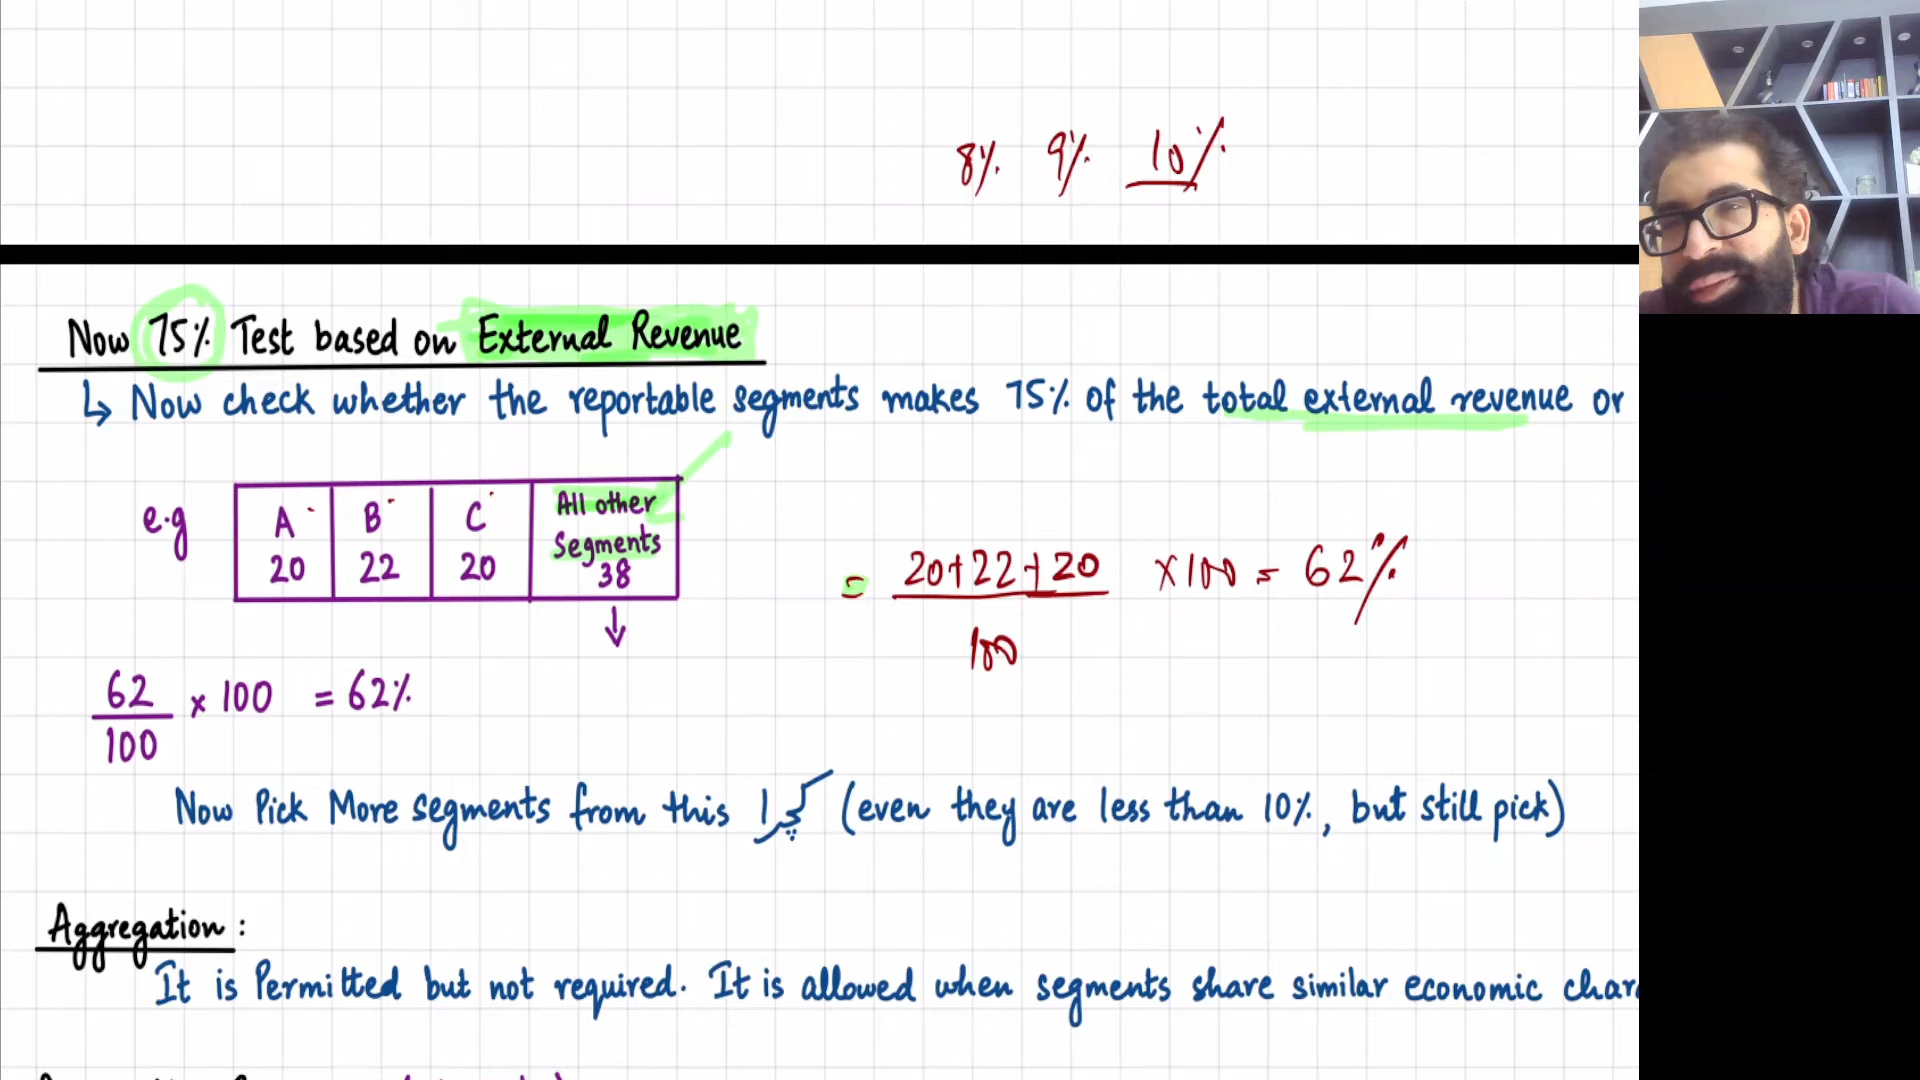 8% 9% 10%
Now 75% Test based on External Revenue
↳ Now check whether the reportable segments makes 75% of the total external revenue or
e.g
A B C All other Segments
20 22 20 38
= 20+22+20 / 100 ×100 = 62%
62 / 100 × 100 = 62%
Now Pick More segments from this کچرا (even they are less than 10%, but still pick)
Aggregation :
It is Permitted but not required. It is allowed when segments share similar economic char